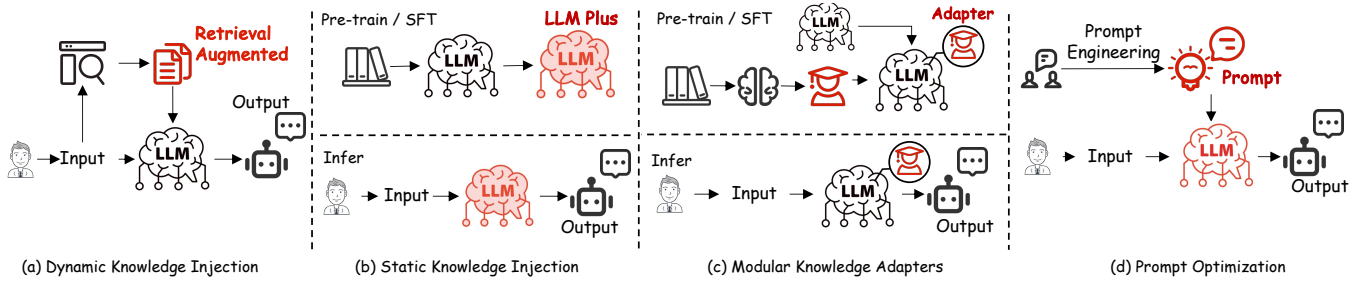 Retrieval
Augmented
Output
Input
LLM
(a) Dynamic Knowledge Injection
Pre-train / SFT
LLM Plus
LLM
LLM
Infer
Input
LLM
Output
(b) Static Knowledge Injection
Pre-train / SFT
LLM
Adapter
LLM
Infer
Input
LLM
Output
(c) Modular Knowledge Adapters
Prompt
Engineering
Prompt
Input
LLM
Output
(d) Prompt Optimization